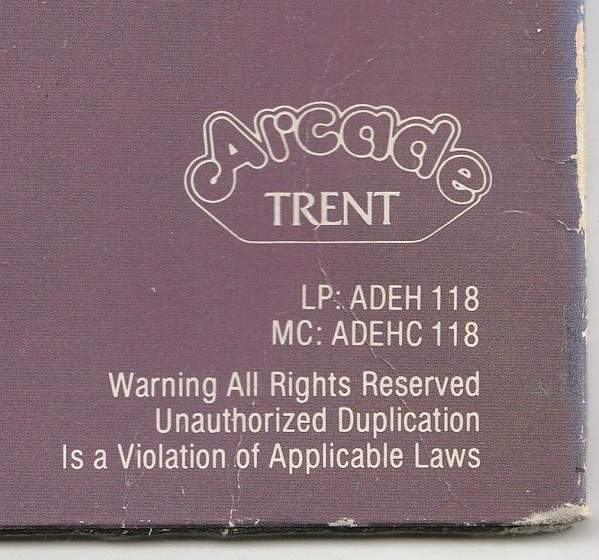 Arcade
TRENT
LP: ADEH 118
MC: ADEHC 118
Warning All Rights Reserved
Unauthorized Duplication
Is a Violation of Applicable Laws